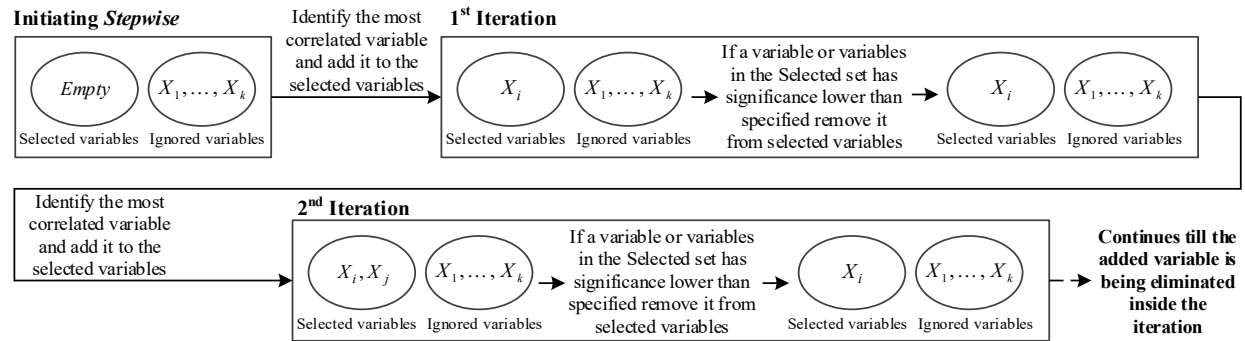 Initiating Stepwise
Empty
X₁,…, Xₖ
Selected variables
Ignored variables
Identify the most
correlated variable
and add it to the
selected variables
1st Iteration
Xᵢ
X₁,…, Xₖ
Selected variables
Ignored variables
If a variable or variables
in the Selected set has
significance lower than
specified remove it
from selected variables
Xᵢ
X₁,…, Xₖ
Selected variables
Ignored variables
Identify the most
correlated variable
and add it to the
selected variables
2nd Iteration
Xᵢ, Xⱼ
X₁,…, Xₖ
Selected variables
Ignored variables
If a variable or variables
in the Selected set has
significance lower than
specified remove it from
selected variables
Xᵢ
X₁,…, Xₖ
Selected variables
Ignored variables
Continues till the
added variable is
being eliminated
inside the
iteration